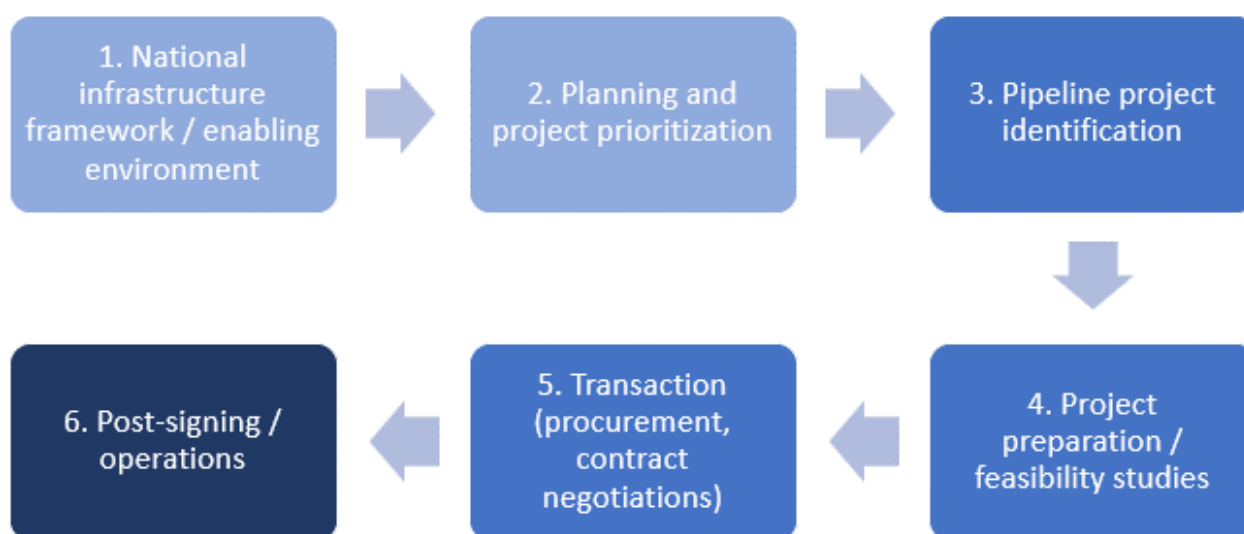 1. National
infrastructure
framework / enabling
environment
2. Planning and
project prioritization
3. Pipeline project
identification
4. Project
preparation /
feasibility studies
5. Transaction
(procurement,
contract
negotiations)
6. Post-signing /
operations